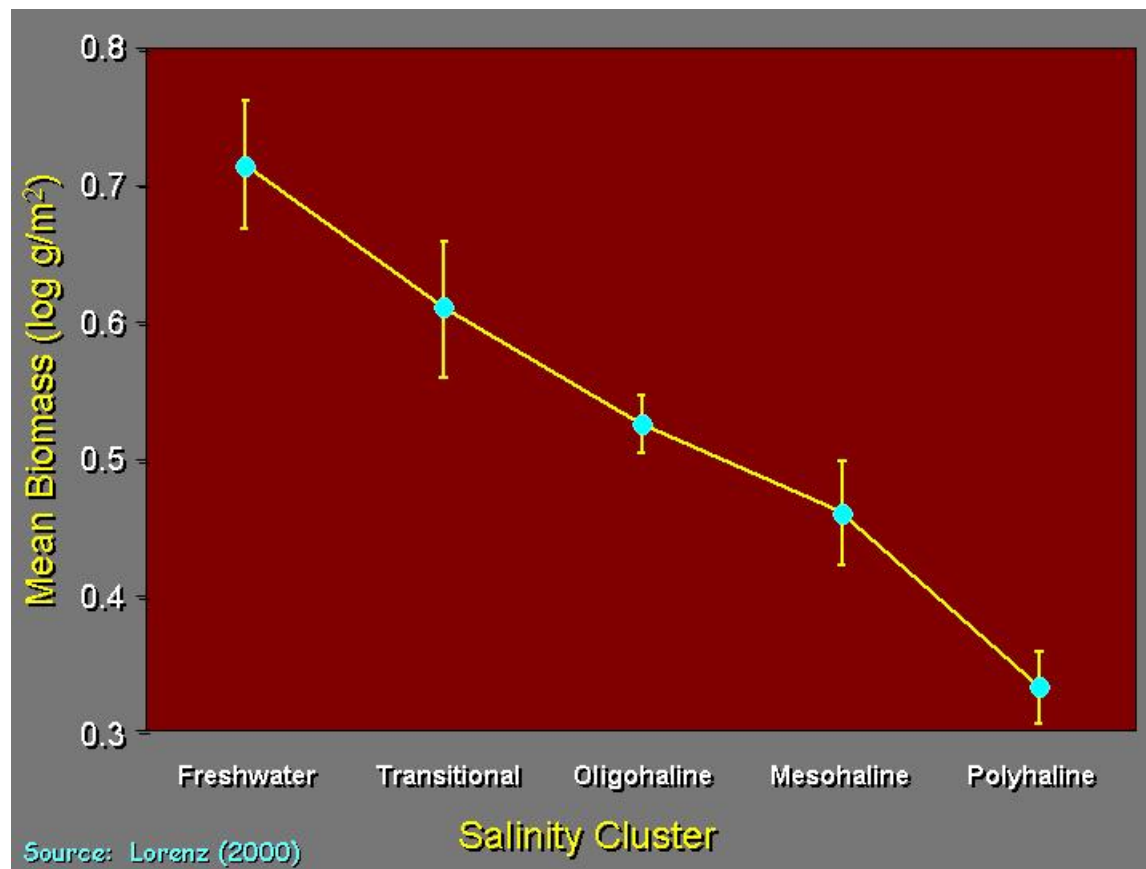 0.8
0.7
0.6
0.5
0.4
0.3
Mean Biomass (log g/m²)
Freshwater Transitional Oligohaline Mesohaline Polyhaline
Salinity Cluster
Source: Lorenz (2000)